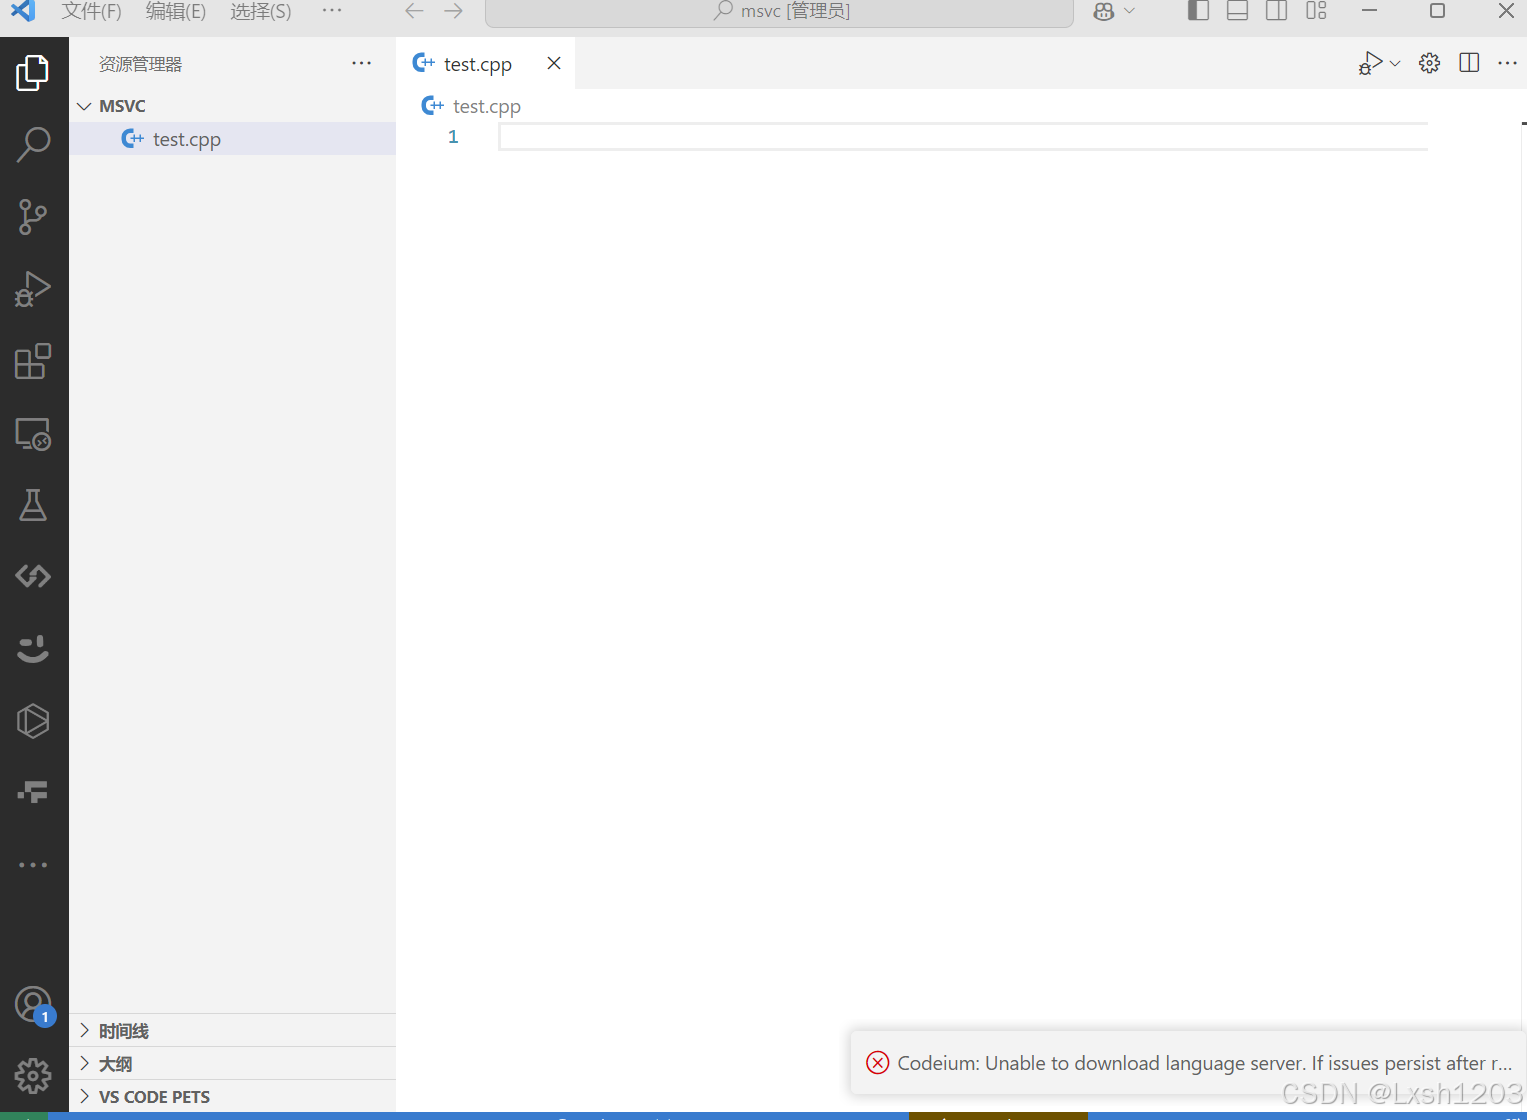 文件(F) 编辑(E) 选择(S) ··· msvc [管理员]
资源管理器 ···
test.cpp
MSVC
test.cpp
test.cpp
1
1
时间线
大纲
VS CODE PETS
Codeium: Unable to download language server. If issues persist after r...
CSDN @Lxsh1203